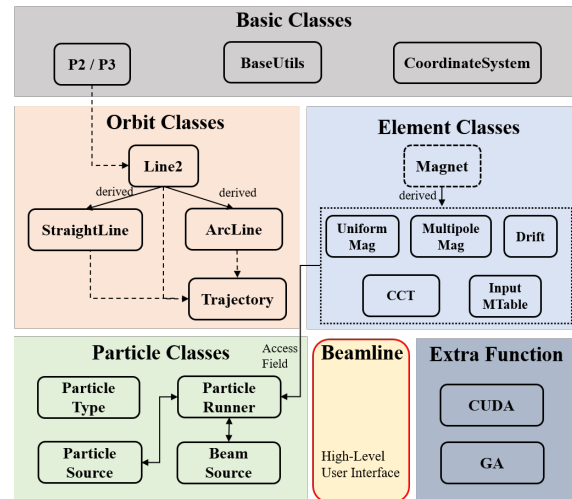 Basic Classes
P2 / P3
BaseUtils
CoordinateSystem
Orbit Classes
Line2
derived
derived
StraightLine
ArcLine
Trajectory
Element Classes
Magnet
derived
Uniform
Mag
Multipole
Mag
Drift
CCT
Input
MTable
Particle Classes
Access
Field
Particle
Type
Particle
Runner
Particle
Source
Beam
Source
Beamline
High-Level
User Interface
Extra Function
CUDA
GA